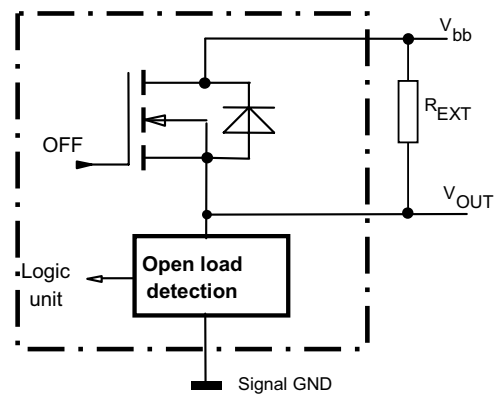 V bb
R EXT
OFF
V OUT
Open load
detection
Logic
unit
Signal GND